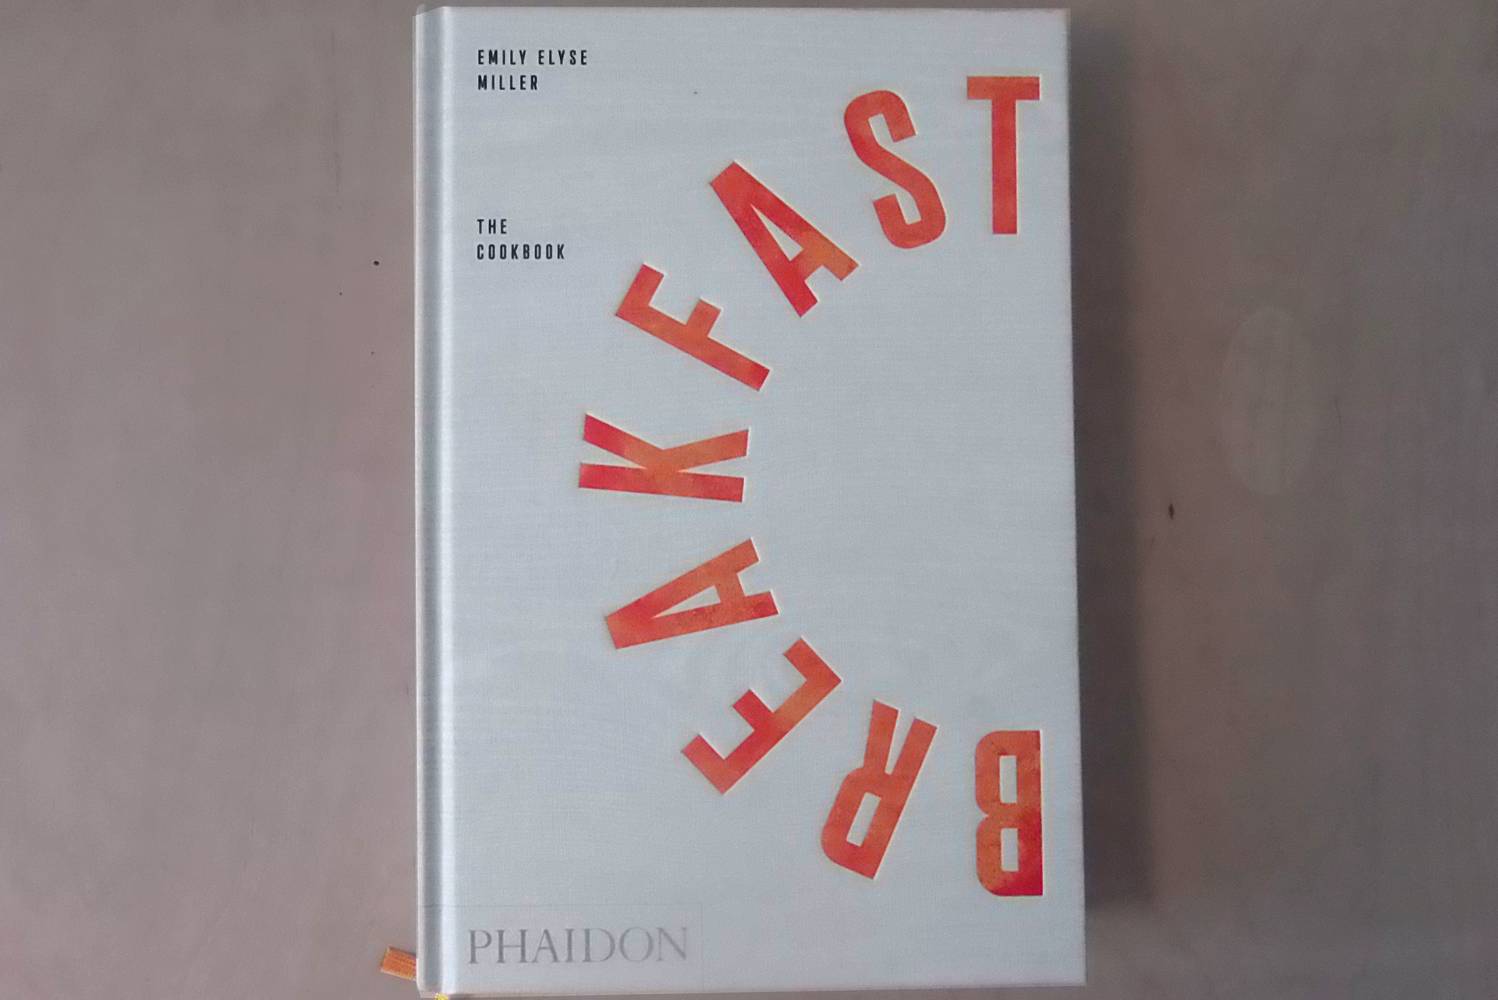 EMILY ELYSE
MILLER
THE
COOKBOOK
BREAKFAST
PHAIDON